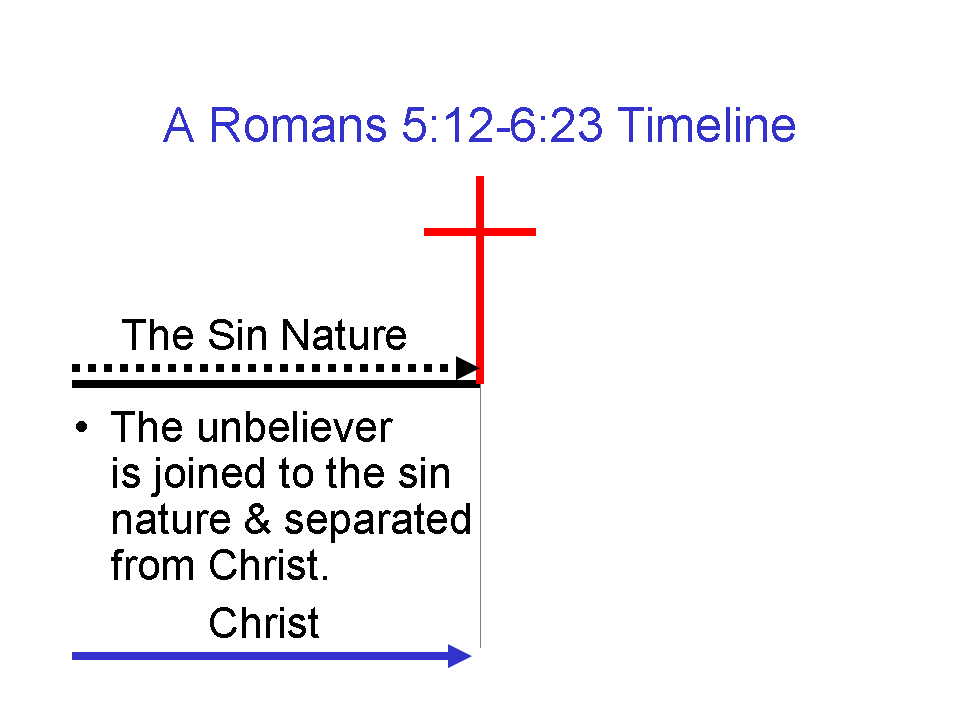 A Romans 5:12-6:23 Timeline
The Sin Nature
• The unbeliever
is joined to the sin
nature & separated
from Christ.
Christ